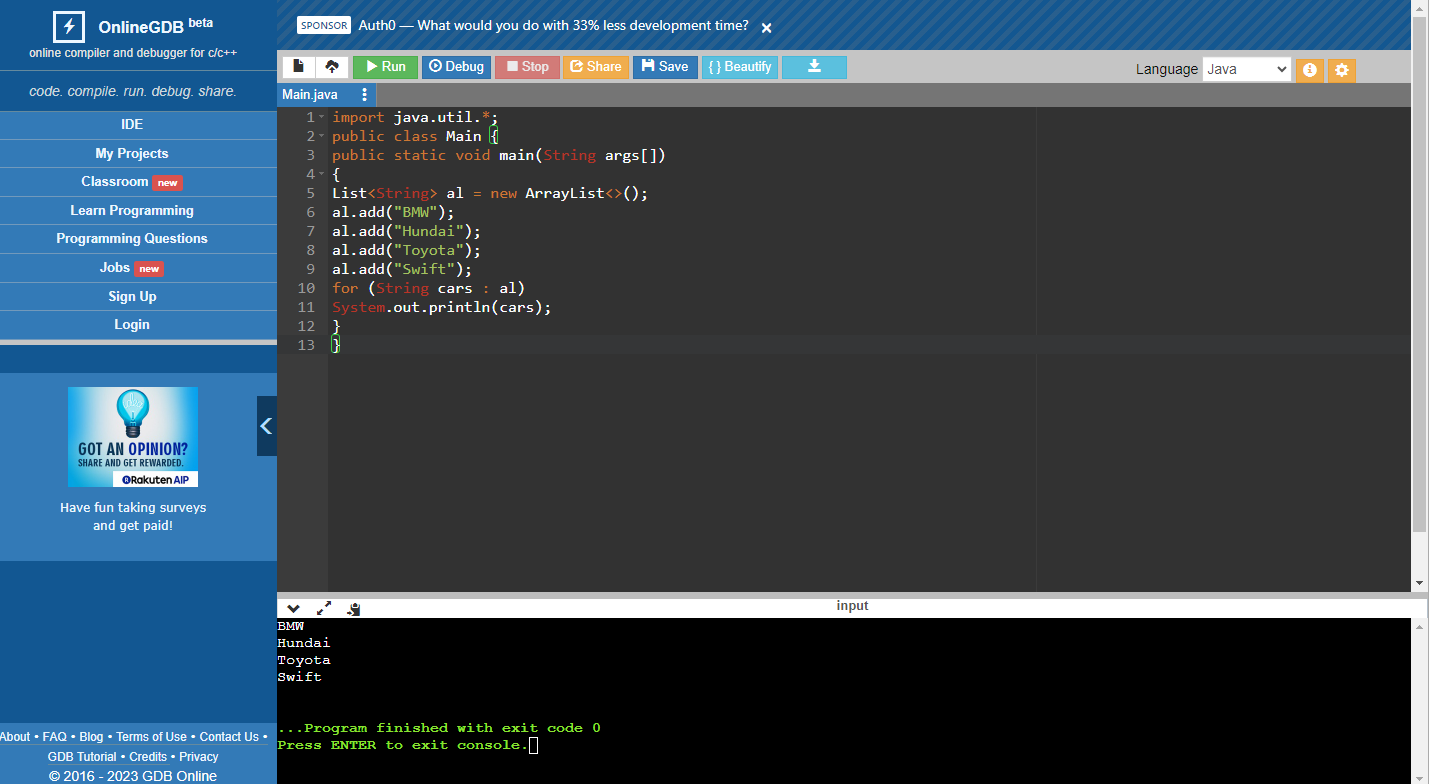 OnlineGDB beta
online compiler and debugger for c/c++
code. compile. run. debug. share.
IDE
My Projects
Classroom new
Learn Programming
Programming Questions
Jobs new
Sign Up
Login
GOT AN OPINION?
SHARE AND GET REWARDED.
Rakuten AIP
Have fun taking surveys
and get paid!
About • FAQ • Blog • Terms of Use • Contact Us •
GDB Tutorial • Credits • Privacy
© 2016 - 2023 GDB Online
SPONSOR Auth0 — What would you do with 33% less development time?
Run Debug Stop Share Save { } Beautify Language Java
Main.java
1 import java.util.*;
2 public class Main {
3 public static void main(String args[])
4 {
5 List<String> al = new ArrayList<>();
6 al.add("BMW");
7 al.add("Hundai");
8 al.add("Toyota");
9 al.add("Swift");
10 for (String cars : al)
11 System.out.println(cars);
12 }
13 }
input
BMW
Hundai
Toyota
Swift
...Program finished with exit code 0
Press ENTER to exit console.